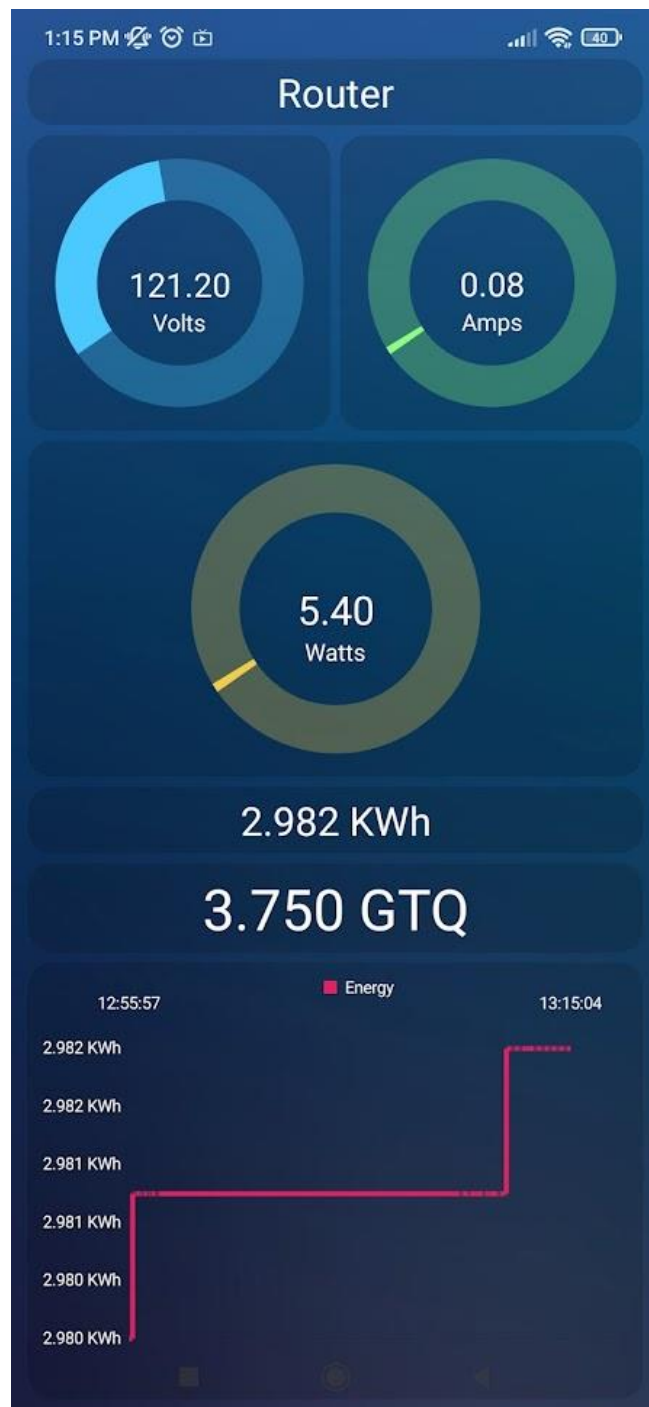 1:15 PM
40
Router
121.20
Volts
0.08
Amps
5.40
Watts
2.982 KWh
3.750 GTQ
Energy
12:55:57
13:15:04
2.982 KWh
2.982 KWh
2.981 KWh
2.981 KWh
2.980 KWh
2.980 KWh